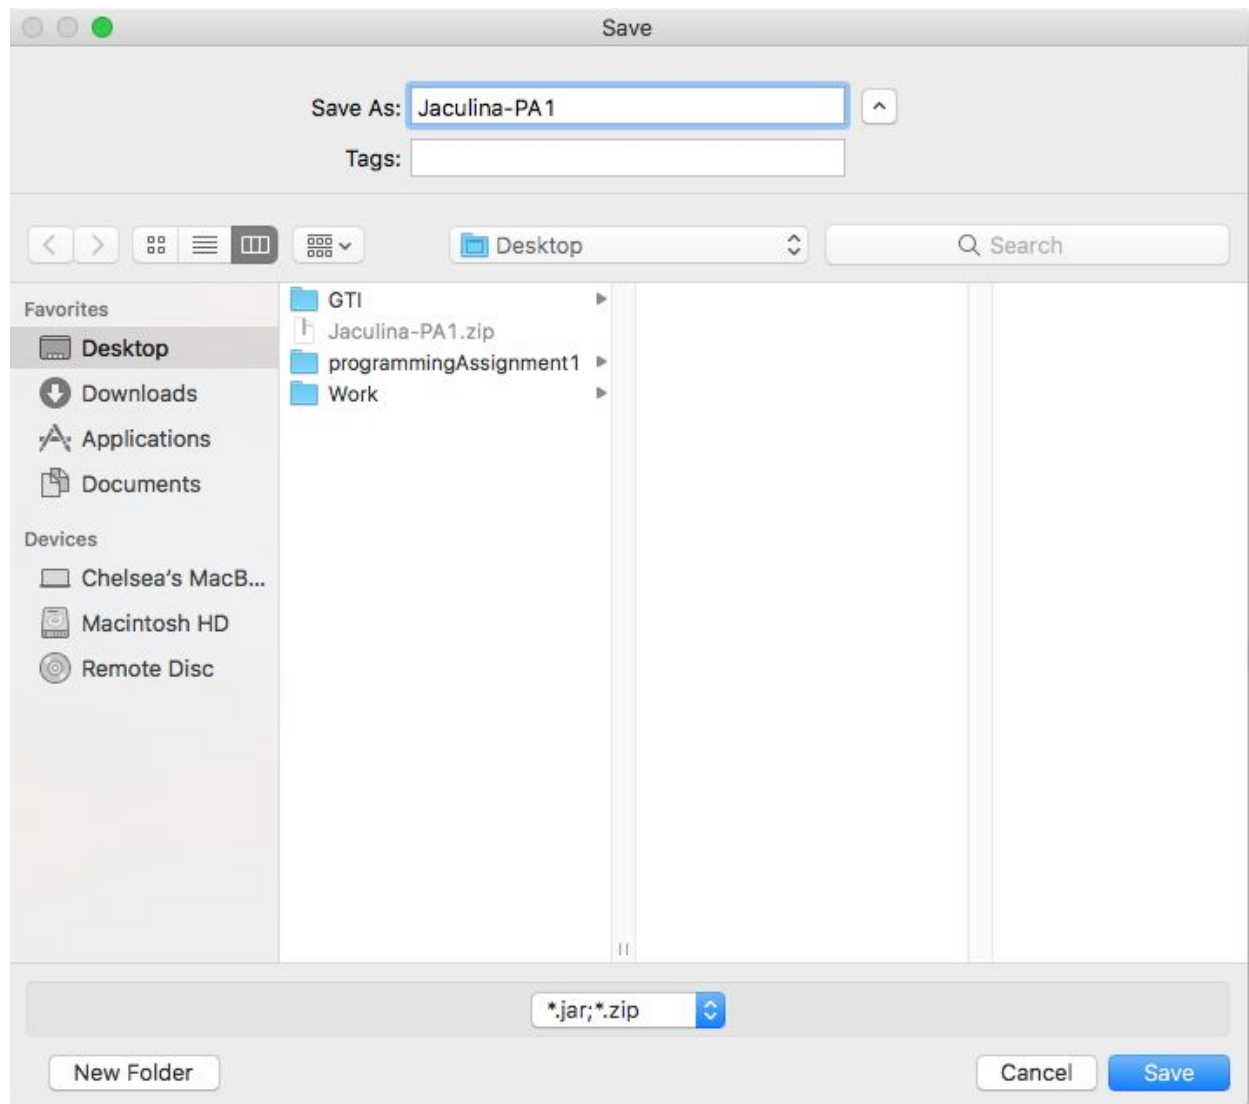 Save
Save As: Jaculina-PA1
Tags:
Desktop
Search
Favorites
Desktop
Downloads
Applications
Documents
Devices
Chelsea's MacB...
Macintosh HD
Remote Disc
GTI
Jaculina-PA1.zip
programmingAssignment1
Work
*.jar;*.zip
New Folder
Cancel
Save